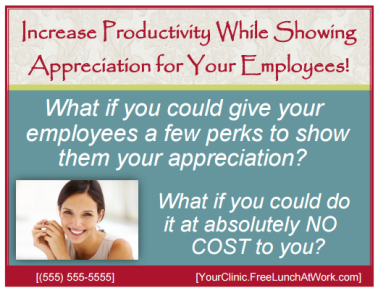 Increase Productivity While Showing
Appreciation for Your Employees!
What if you could give your
employees a few perks to show
them your appreciation?
What if you could do
it at absolutely NO
COST to you?
[(555) 555-5555]
[YourClinic.FreeLunchAtWork.com]